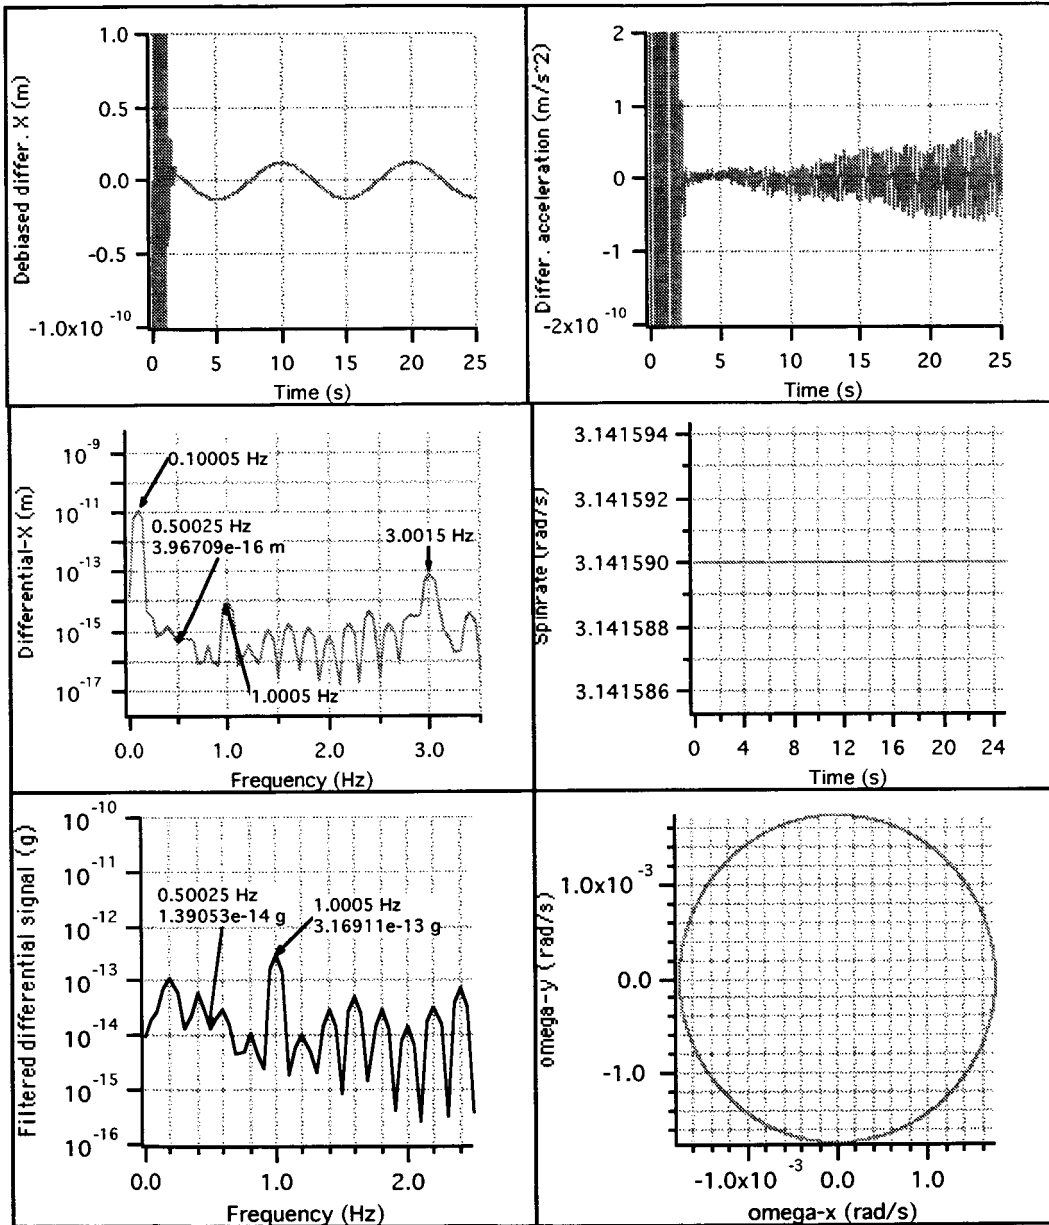 Debiased differ. X (m)
1.0
0.5
0.0
-0.5
-1.0x10 -10
0 5 10 15 20 25
Time (s)
Differ. acceleration (m/s^2)
2
1
0
-1
-2x10 -10
0 5 10 15 20 25
Time (s)
Differential-X (m)
10 -9
10 -11
10 -13
10 -15
10 -17
0.10005 Hz
0.50025 Hz
3.96709e-16 m
3.0015 Hz
1.0005 Hz
0.0 1.0 2.0 3.0
Frequency (Hz)
Spinrate (rad/s)
3.141594
3.141592
3.141590
3.141588
3.141586
0 4 8 12 16 20 24
Time (s)
Filtered differential signal (g)
10 -10
10 -11
10 -12
10 -13
10 -14
10 -15
10 -16
0.50025 Hz
1.39053e-14 g
1.0005 Hz
3.16911e-13 g
0.0 1.0 2.0
Frequency (Hz)
omega-y (rad/s)
1.0x10 -3
0.0
-1.0
-1.0x10 -3 0.0 1.0
omega-x (rad/s)